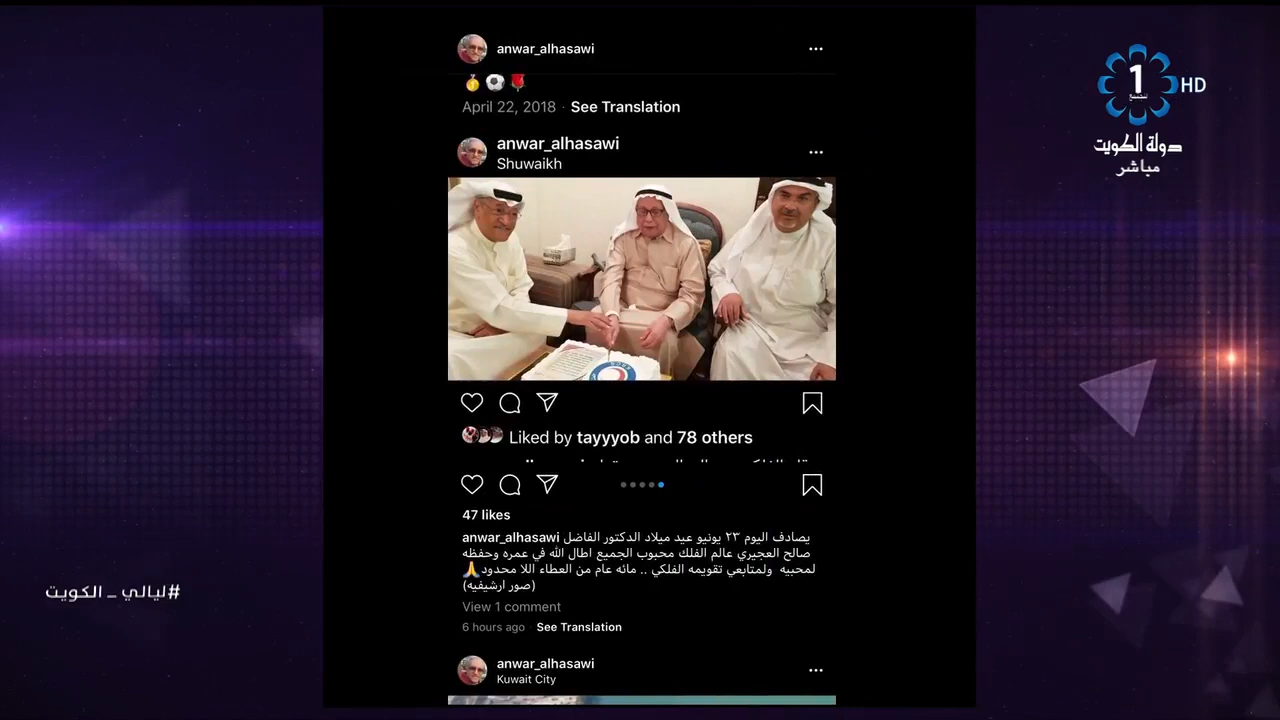 anwar_alhasawi
🥇⚽🌹
April 22, 2018 · See Translation
anwar_alhasawi
Shuwaikh
Liked by tayyyob and 78 others
47 likes
anwar_alhasawi يصادف اليوم ٢٣ يونيو عيد ميلاد الدكتور الفاضل
صالح العجيري عالم الفلك محبوب الجميع اطال الله في عمره وحفظه
لمحبيه ولمتابعي تقويمه الفلكي .. مائه عام من العطاء اللا محدود🙏
(صور ارشيفيه)
View 1 comment
6 hours ago · See Translation
anwar_alhasawi
Kuwait City
1 HD
دولة الكويت
مباشر
#ليالي_الكويت